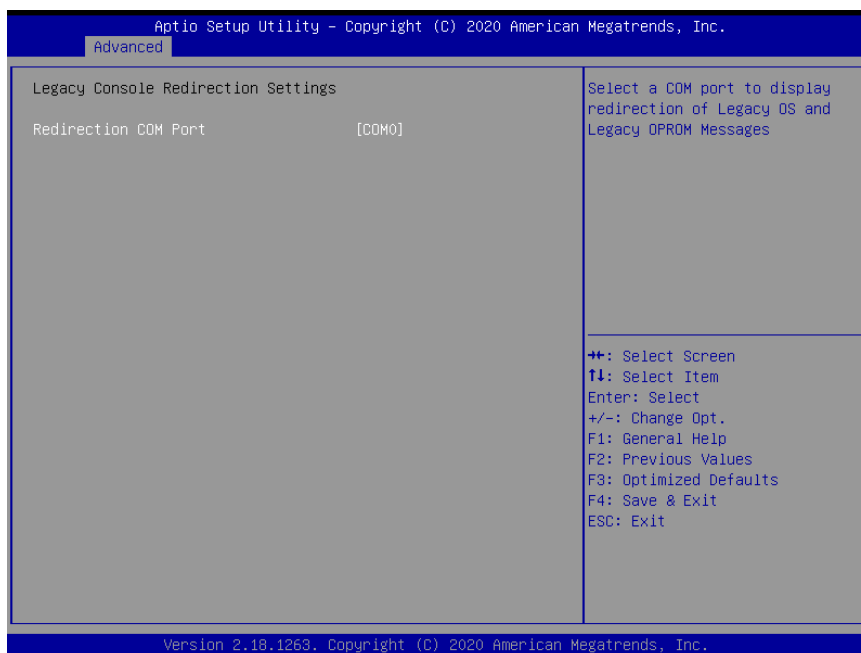 Aptio Setup Utility – Copyright (C) 2020 American Megatrends, Inc.
Advanced
Legacy Console Redirection Settings
Redirection COM Port [COM0]
Select a COM port to display
redirection of Legacy OS and
Legacy OPROM Messages
→←: Select Screen
↑↓: Select Item
Enter: Select
+/-: Change Opt.
F1: General Help
F2: Previous Values
F3: Optimized Defaults
F4: Save & Exit
ESC: Exit
Version 2.18.1263. Copyright (C) 2020 American Megatrends, Inc.